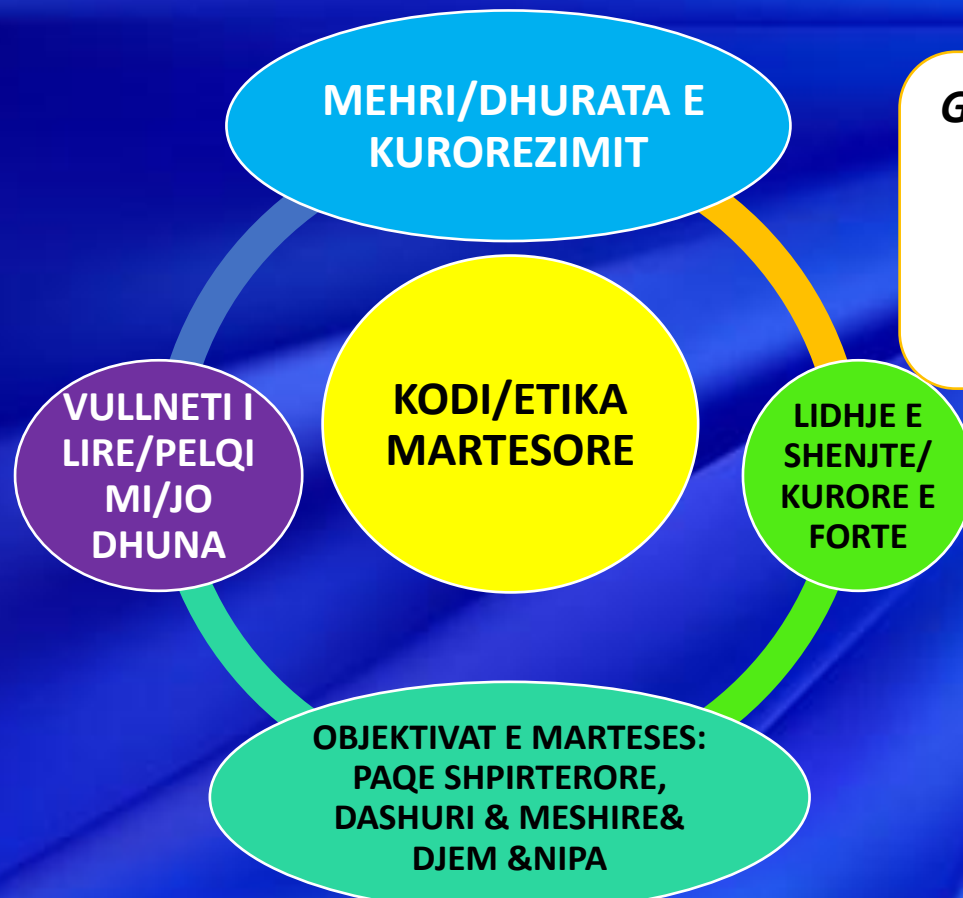 MEHRI/DHURATA E
KUROREZIMIT
G
KODI/ETIKA
MARTESORE
VULLNETI I
LIRE/PELQI
MI/JO
DHUNA
LIDHJE E
SHENJTE/
KURORE E
FORTE
OBJEKTIVAT E MARTESES:
PAQE SHPIRTERORE,
DASHURI & MESHIRE&
DJEM &NIPA